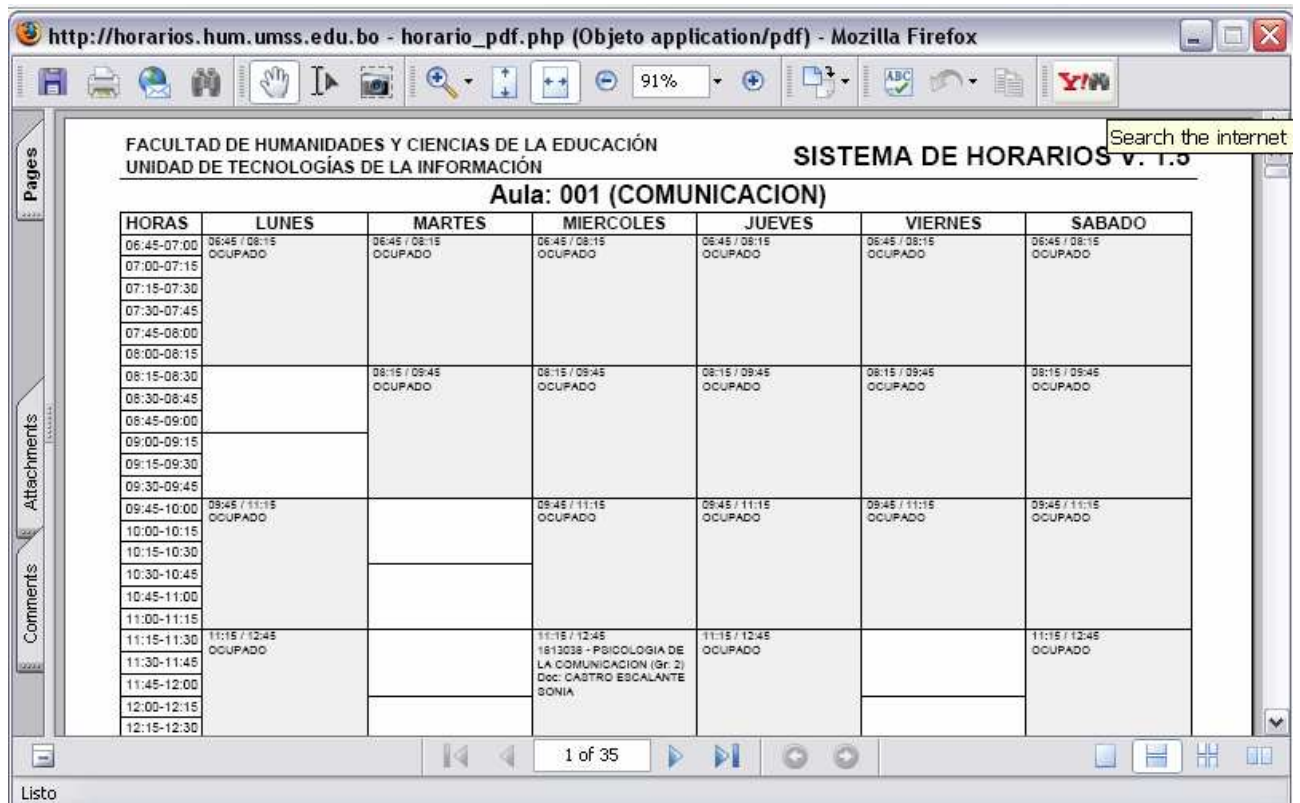 http://horarios.hum.umss.edu.bo - horario_pdf.php (Objeto application/pdf) - Mozilla Firefox
91%
ABC
Y!
Search the internet
Pages
Attachments
Comments
FACULTAD DE HUMANIDADES Y CIENCIAS DE LA EDUCACIÓN
UNIDAD DE TECNOLOGÍAS DE LA INFORMACIÓN
SISTEMA DE HORARIOS V. 1.5
Aula: 001 (COMUNICACION)
HORAS LUNES MARTES MIERCOLES JUEVES VIERNES SABADO
06:45-07:00 06:45 / 08:15 06:45 / 08:15 06:45 / 08:15 06:45 / 08:15 06:45 / 08:15 06:45 / 08:15
OCUPADO OCUPADO OCUPADO OCUPADO OCUPADO OCUPADO
07:00-07:15
07:15-07:30
07:30-07:45
07:45-08:00
08:00-08:15
08:15-08:30 08:15 / 09:45 08:15 / 09:45 08:15 / 09:45 08:15 / 09:45 08:15 / 09:45
OCUPADO OCUPADO OCUPADO OCUPADO OCUPADO
08:30-08:45
08:45-09:00
09:00-09:15
09:15-09:30
09:30-09:45
09:45-10:00 09:45 / 11:15 09:45 / 11:15 09:45 / 11:15 09:45 / 11:15 09:45 / 11:15
OCUPADO OCUPADO OCUPADO OCUPADO OCUPADO
10:00-10:15
10:15-10:30
10:30-10:45
10:45-11:00
11:00-11:15
11:15-11:30 11:15 / 12:45 11:15 / 12:45 11:15 / 12:45 11:15 / 12:45
OCUPADO 1813038 - PSICOLOGIA DE OCUPADO OCUPADO
11:30-11:45 LA COMUNICACION (Gr. 2)
11:45-12:00 Doc: CASTRO ESCALANTE
SONIA
12:00-12:15
12:15-12:30
1 of 35
Listo